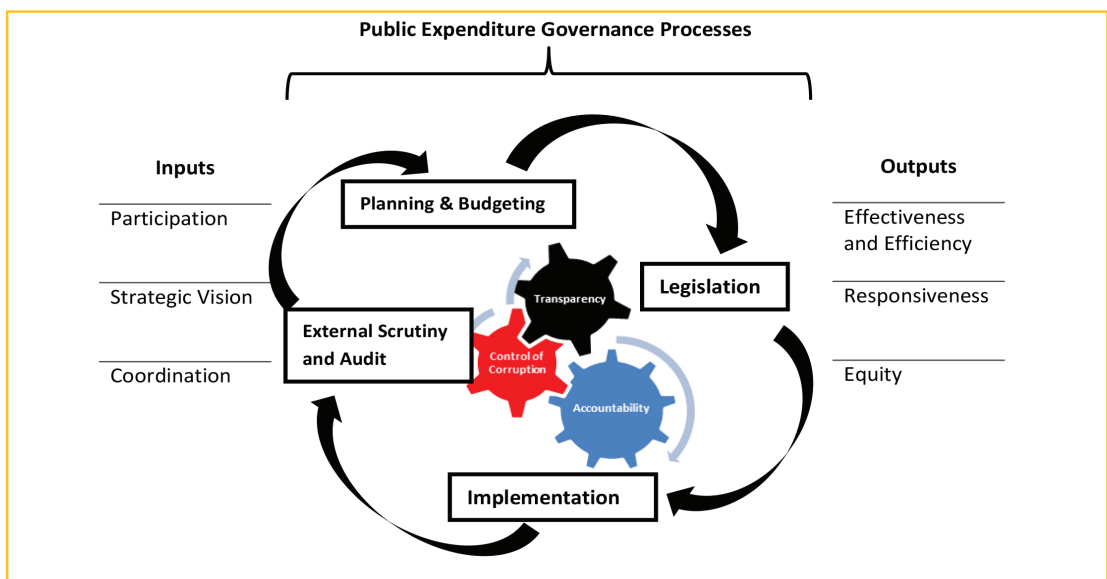 Public Expenditure Governance Processes
Inputs
Participation
Strategic Vision
Coordination
Planning & Budgeting
Legislation
External Scrutiny
and Audit
Implementation
Transparency
Control of
Corruption
Accountability
Outputs
Effectiveness
and Efficiency
Responsiveness
Equity